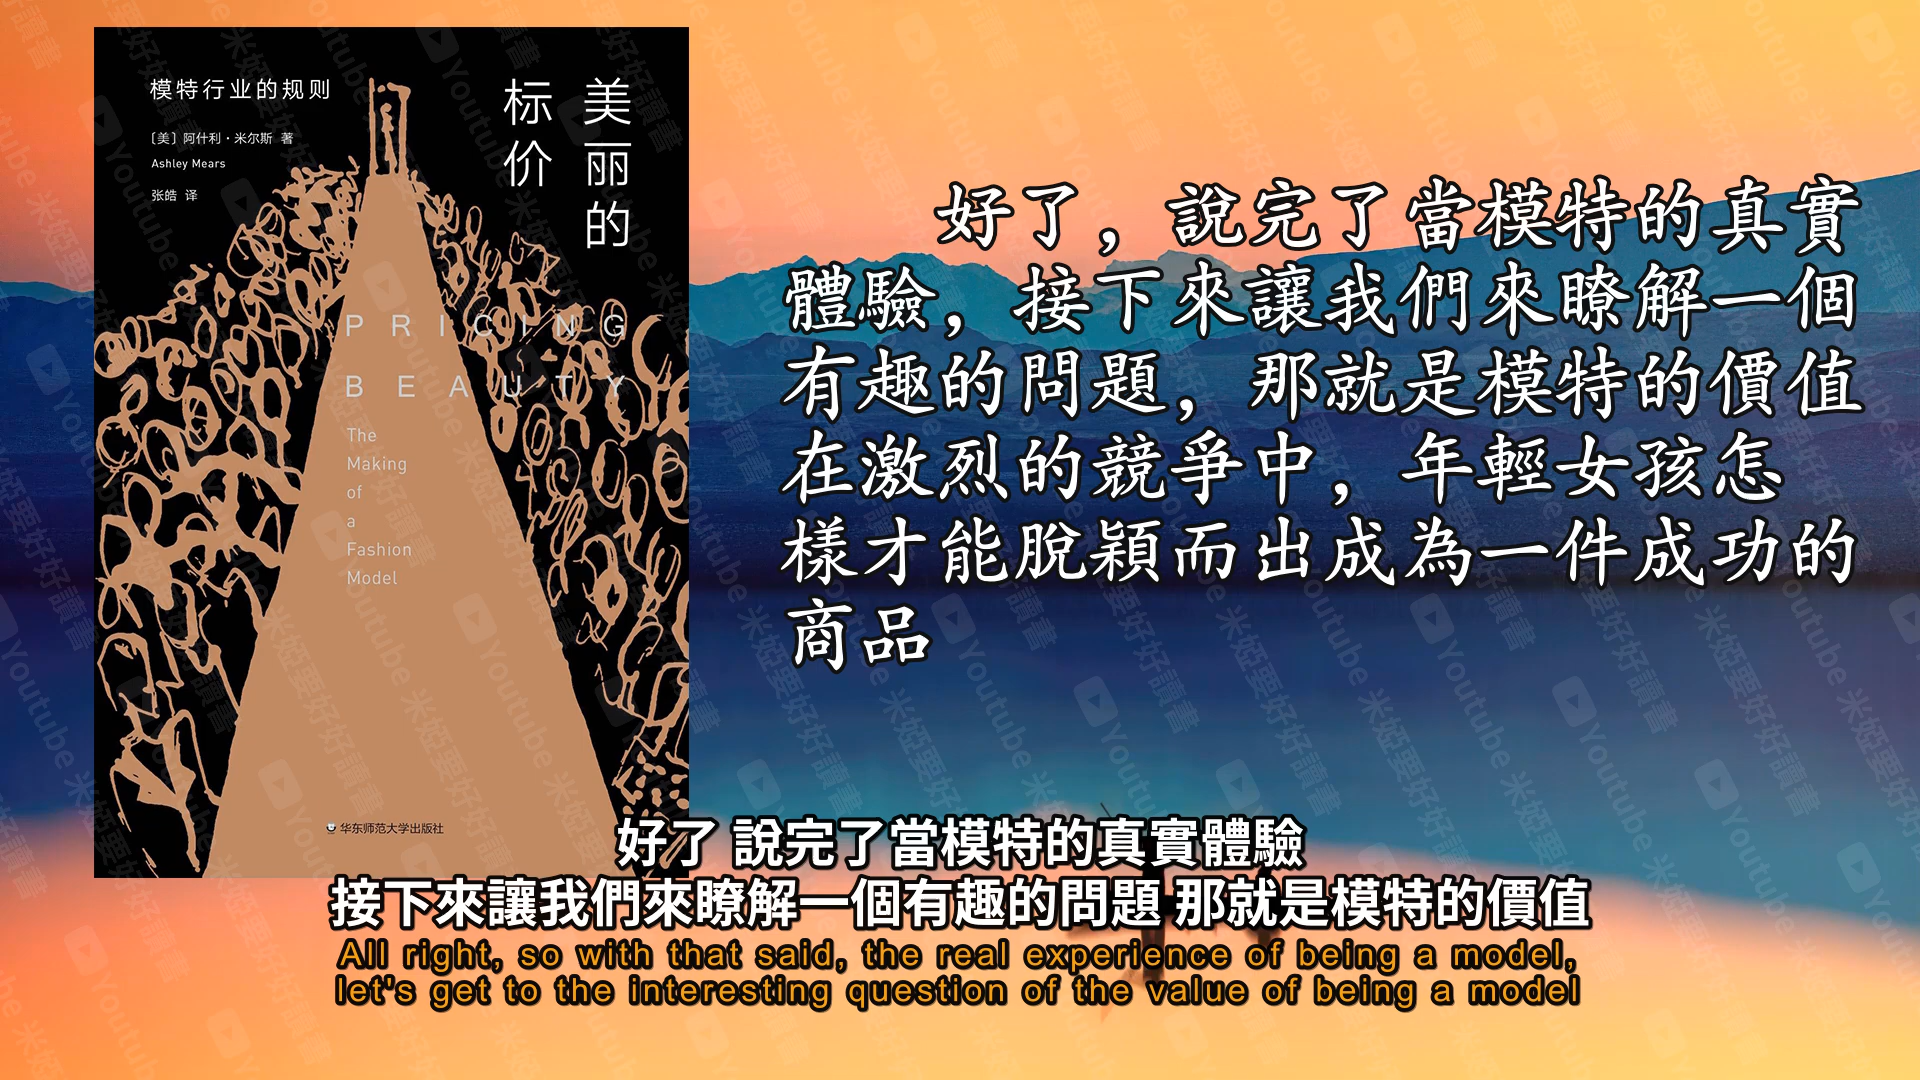 模特行业的规则
〔美〕阿什利·米尔斯 著
Ashley Mears
张皓 译
美丽的
标价
PRICING
BEAUTY
The
Making
of
a
Fashion
Model
华东师范大学出版社
好了，說完了當模特的真實
體驗，接下來讓我們來瞭解一個
有趣的問題，那就是模特的價值
在激烈的競爭中，年輕女孩怎
樣才能脫穎而出成為一件成功的
商品
好了 說完了當模特的真實體驗
接下來讓我們來瞭解一個有趣的問題 那就是模特的價值
All right, so with that said, the real experience of being a model,
let's get to the interesting question of the value of being a model
Youtube 米婭要好好讀書